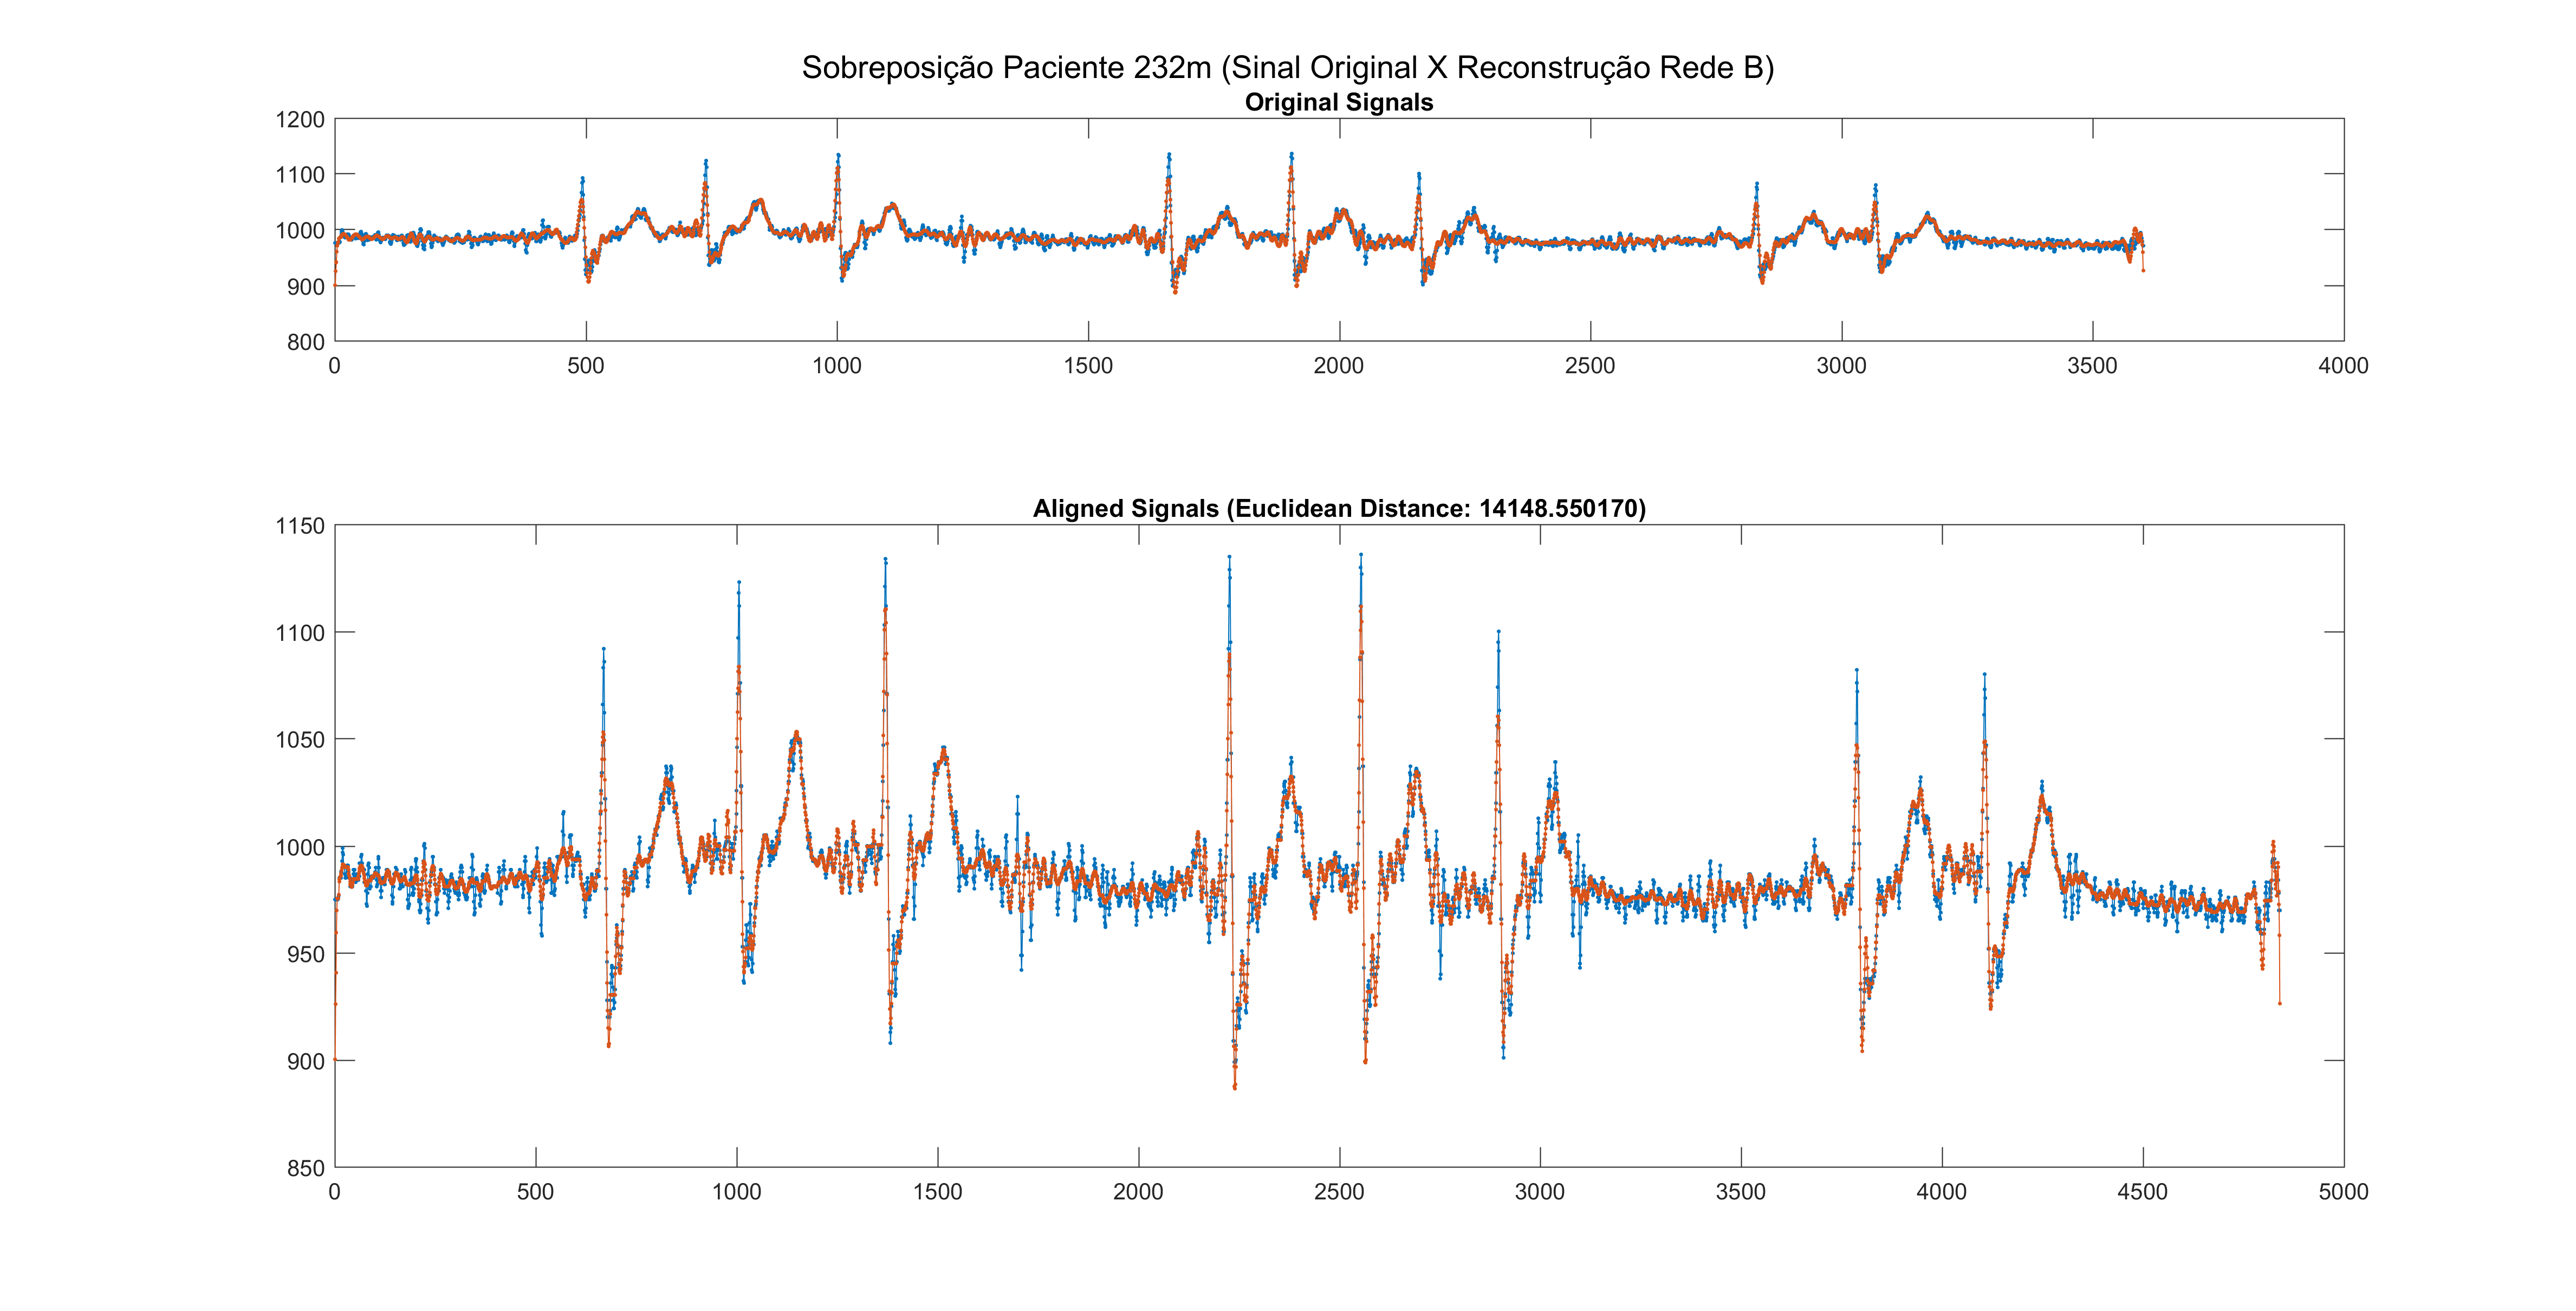 Sobreposição Paciente 232m (Sinal Original X Reconstrução Rede B)
Original Signals
1200
1100
1000
900
800
0 500 1000 1500 2000 2500 3000 3500 4000
Aligned Signals (Euclidean Distance: 14148.550170)
1150
1100
1050
1000
950
900
850
0 500 1000 1500 2000 2500 3000 3500 4000 4500 5000